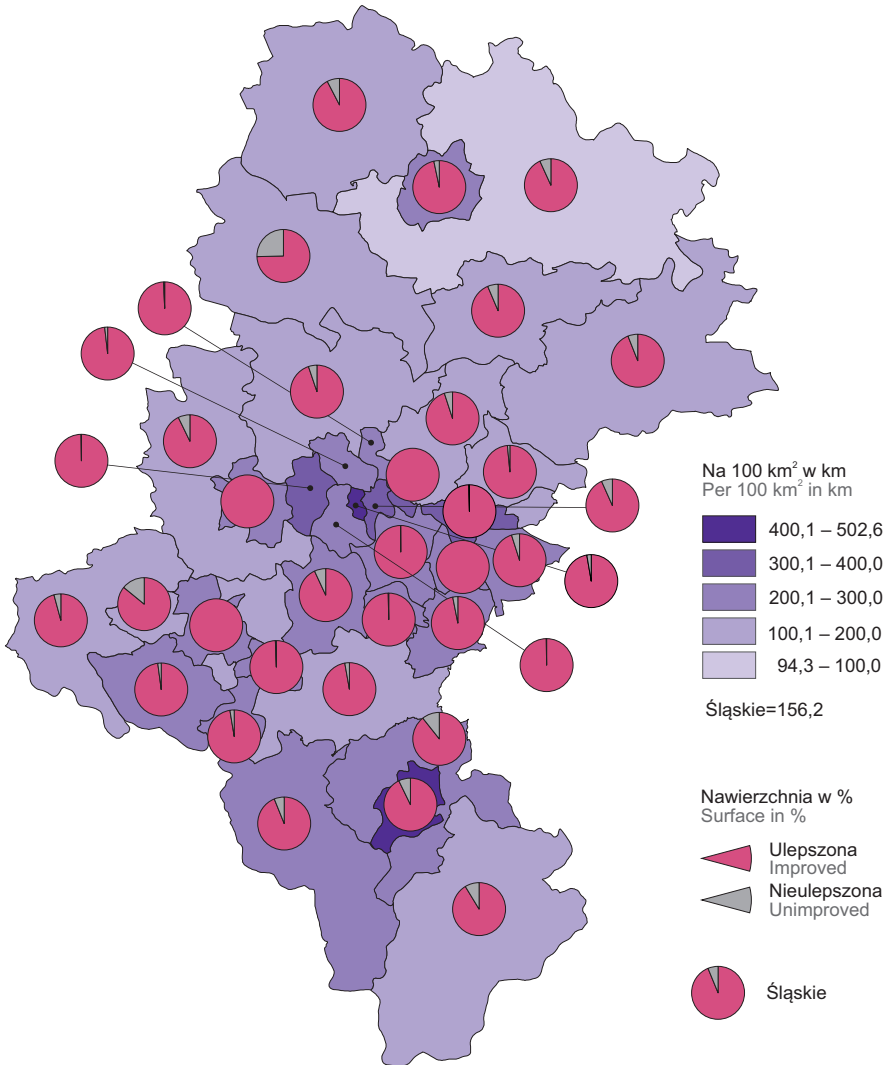 Na 100 km² w km
Per 100 km² in km
400,1 – 502,6
300,1 – 400,0
200,1 – 300,0
100,1 – 200,0
94,3 – 100,0
Śląskie=156,2
Nawierzchnia w %
Surface in %
Ulepszona
Improved
Nieulepszona
Unimproved
Śląskie